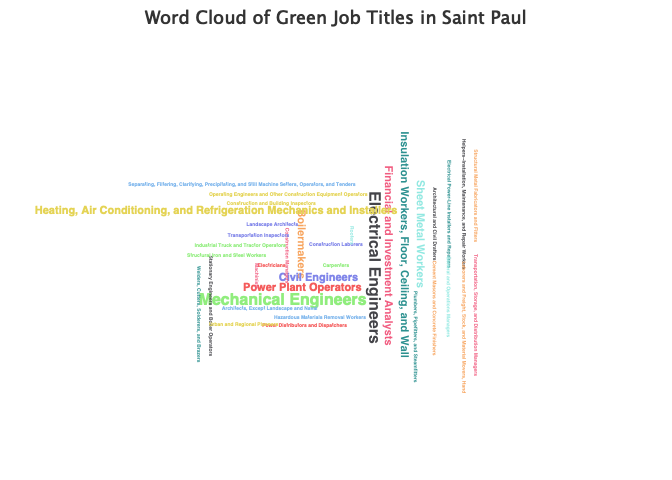 Word Cloud of Green Job Titles in Saint Paul
Separating, Filtering, Clarifying, Precipitating, and Still Machine Setters, Operators, and Tenders
Operating Engineers and Other Construction Equipment Operators
Construction and Building Inspectors
Heating, Air Conditioning, and Refrigeration Mechanics and Installers
Landscape Architects
Transportation Inspectors
Industrial Truck and Tractor Operators
Construction Laborers
Structural Iron and Steel Workers
Electricians
Carpenters
Civil Engineers
Power Plant Operators
Mechanical Engineers
Architects, Except Landscape and Naval
Hazardous Materials Removal Workers
Urban and Regional Planners
Power Distributors and Dispatchers
Welders, Cutters, Solderers, and Brazers
Stationary Engineers and Boiler Operators
Boilermakers
Electrical Engineers
Financial and Investment Analysts
Insulation Workers, Floor, Ceiling, and Wall
Plumbers, Pipefitters, and Steamfitters
Sheet Metal Workers
Architectural and Civil Drafters
Cement Masons and Concrete Finishers
Electrical Power-Line Installers and Repairers
Helpers--Installation, Maintenance, and Repair Workers
Laborers and Freight, Stock, and Material Movers, Hand
Structural Metal Fabricators and Fitters
Transportation, Storage, and Distribution Managers